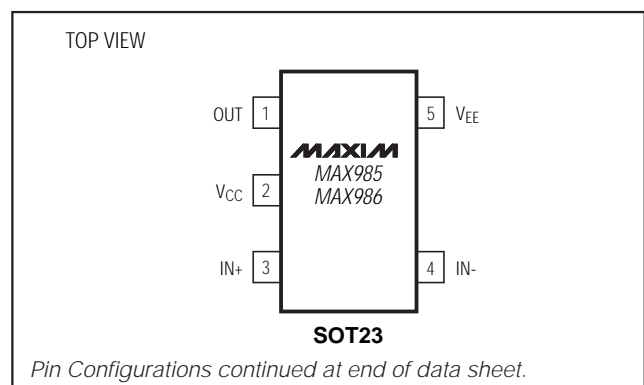 TOP VIEW
OUT 1
5 VEE
MAXIM
MAX985
MAX986
VCC 2
IN+ 3
4 IN-
SOT23
Pin Configurations continued at end of data sheet.